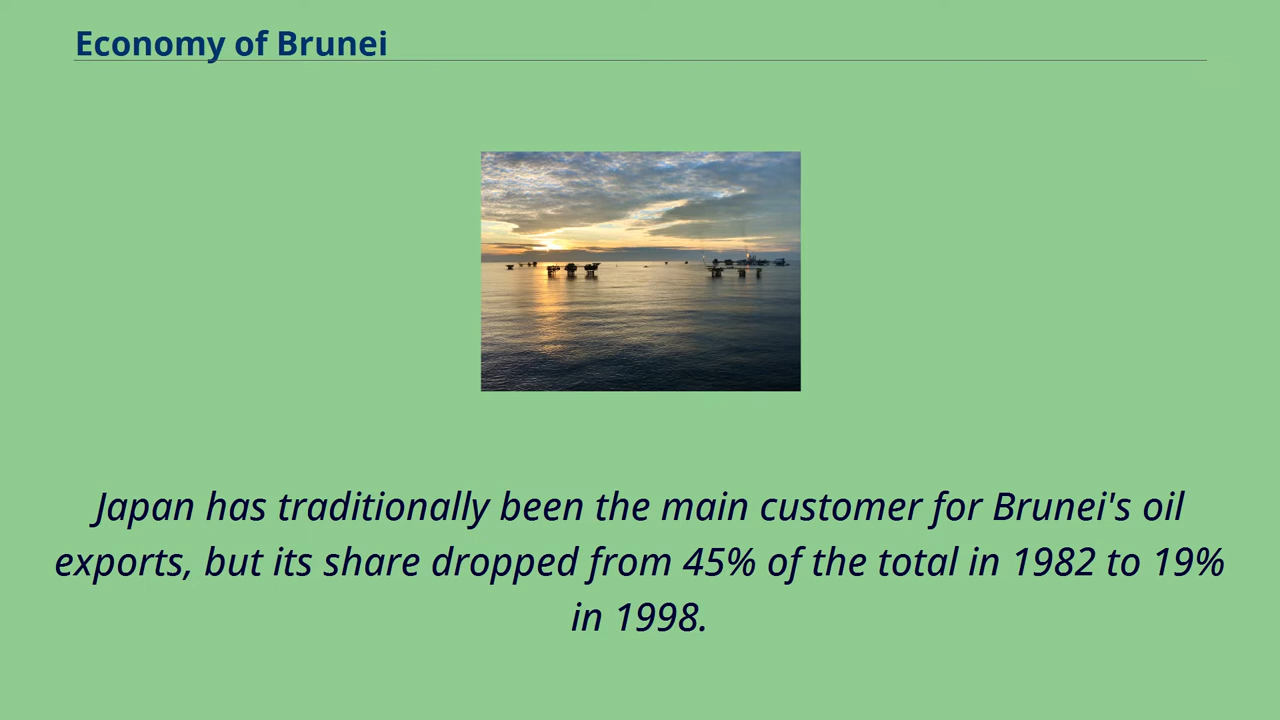 Economy of Brunei
Japan has traditionally been the main customer for Brunei's oil
exports, but its share dropped from 45% of the total in 1982 to 19%
in 1998.